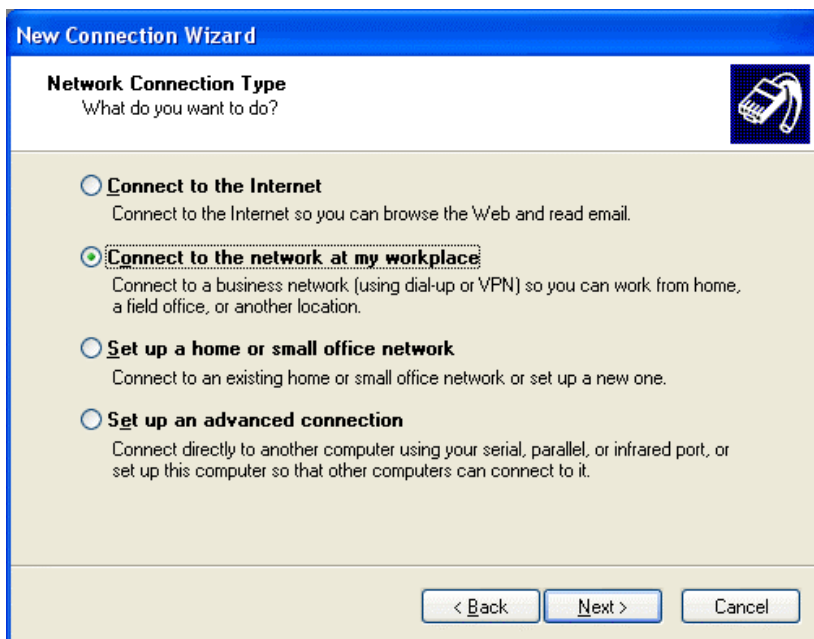 New Connection Wizard
Network Connection Type
What do you want to do?
Connect to the Internet
Connect to the Internet so you can browse the Web and read email.
Connect to the network at my workplace
Connect to a business network (using dial-up or VPN) so you can work from home,
a field office, or another location.
Set up a home or small office network
Connect to an existing home or small office network or set up a new one.
Set up an advanced connection
Connect directly to another computer using your serial, parallel, or infrared port, or
set up this computer so that other computers can connect to it.
< Back Next > Cancel